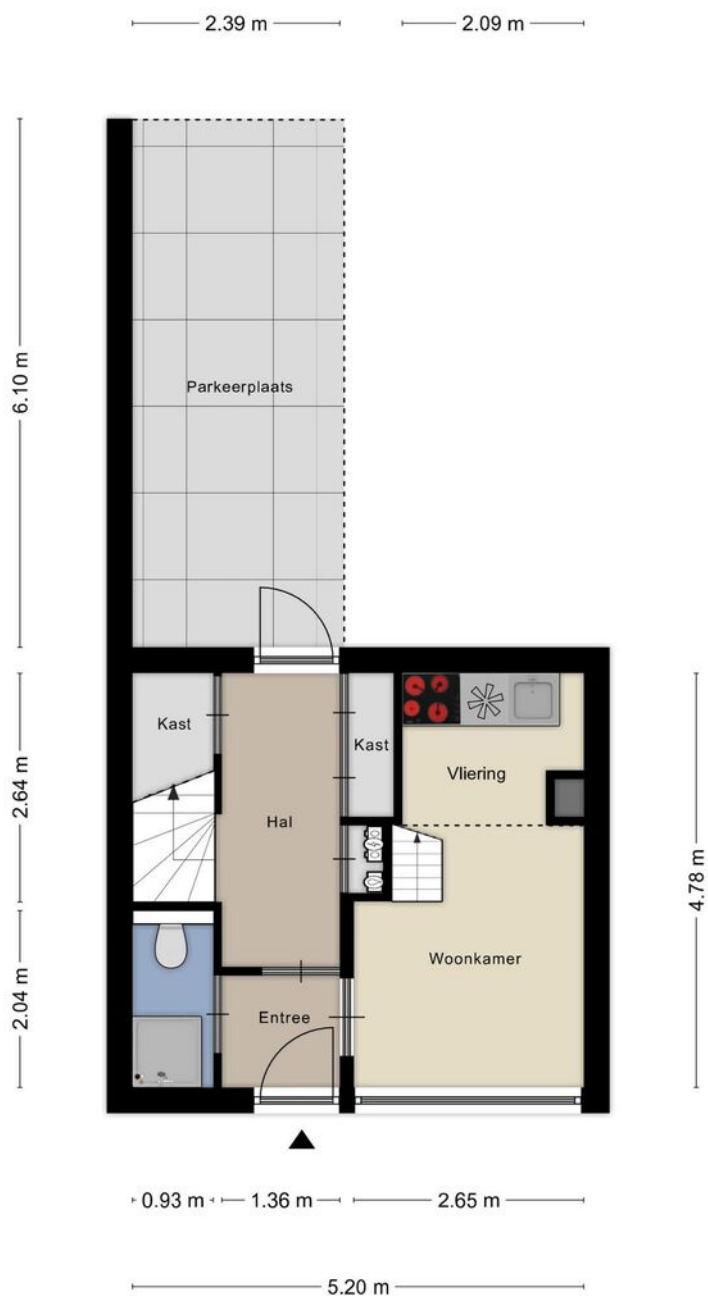 2.39 m
2.09 m
6.10 m
Parkeerplaats
Kast
Kast
Vliering
Hal
2.64 m
4.78 m
Woonkamer
2.04 m
Entree
0.93 m
1.36 m
2.65 m
5.20 m